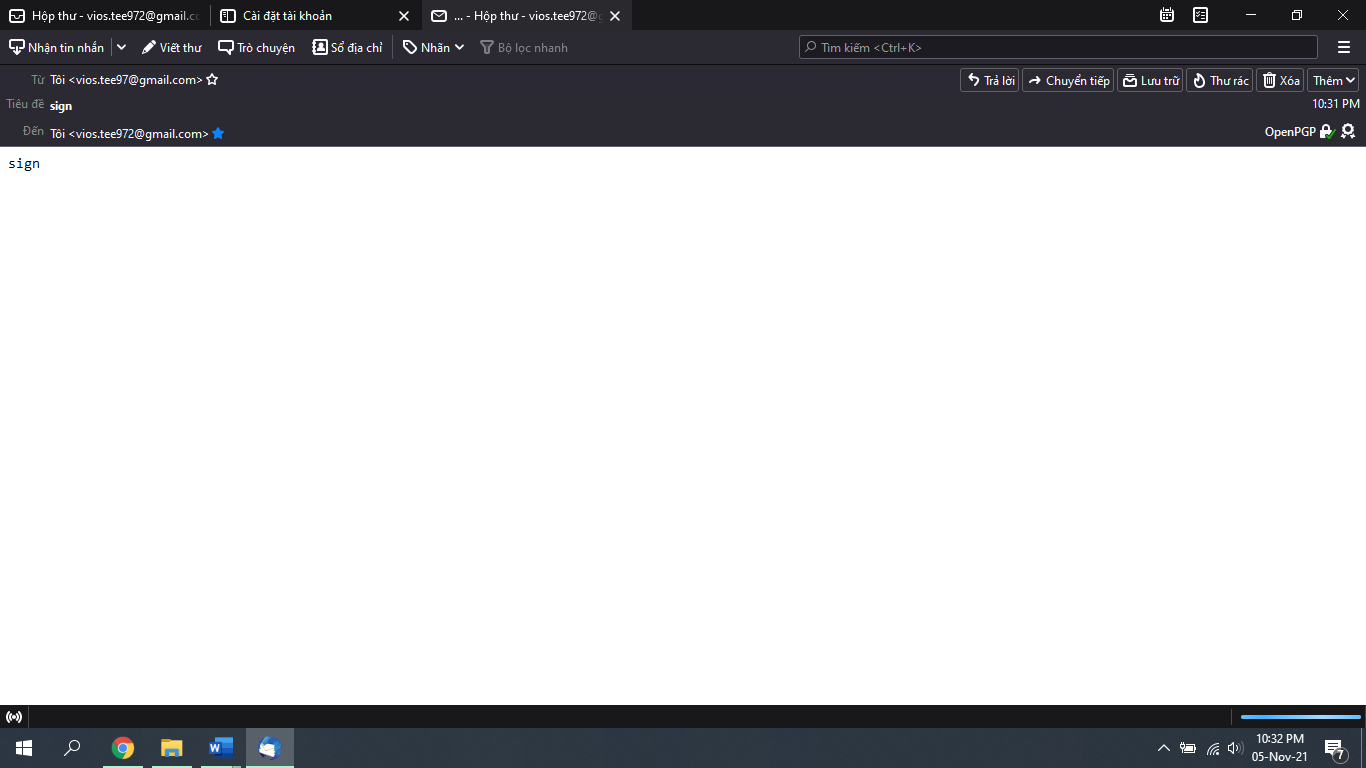 Hộp thư - vios.tee972@gmail.co
Cài đặt tài khoản
... - Hộp thư - vios.tee972@g
Nhận tin nhắn
Viết thư
Trò chuyện
Sổ địa chỉ
Nhãn
Bộ lọc nhanh
Tìm kiếm <Ctrl+K>
Từ Tôi <vios.tee97@gmail.com>
Trả lời
Chuyển tiếp
Lưu trữ
Thư rác
Xóa
Thêm
Tiêu đề sign
10:31 PM
Đến Tôi <vios.tee972@gmail.com>
OpenPGP
sign
10:32 PM
05-Nov-21
7